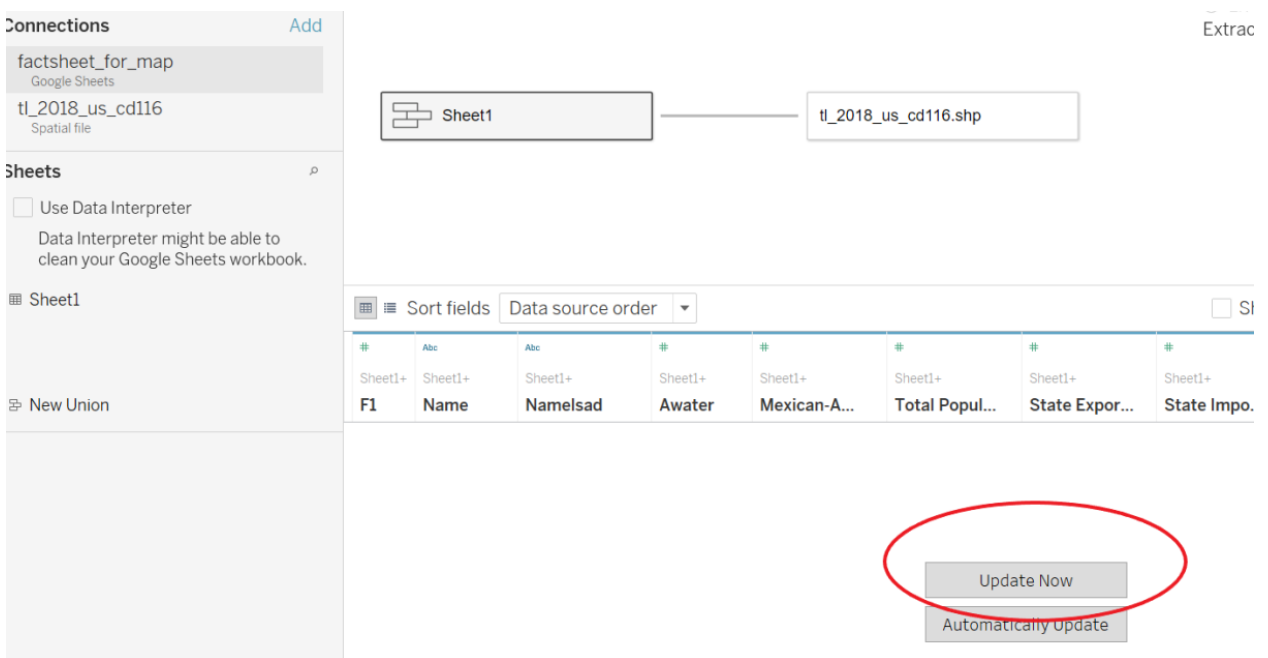 Connections Add
factsheet_for_map
Google Sheets
tl_2018_us_cd116
Spatial file
Sheets
Use Data Interpreter
Data Interpreter might be able to
clean your Google Sheets workbook.
Sheet1
New Union
Extrac
Sheet1 tl_2018_us_cd116.shp
Sort fields Data source order
# Abc Abc # # # # #
Sheet1+ Sheet1+ Sheet1+ Sheet1+ Sheet1+ Sheet1+ Sheet1+ Sheet1+
F1 Name Namelsad Awater Mexican-A... Total Popul... State Expor... State Impo.
Update Now
Automatically Update